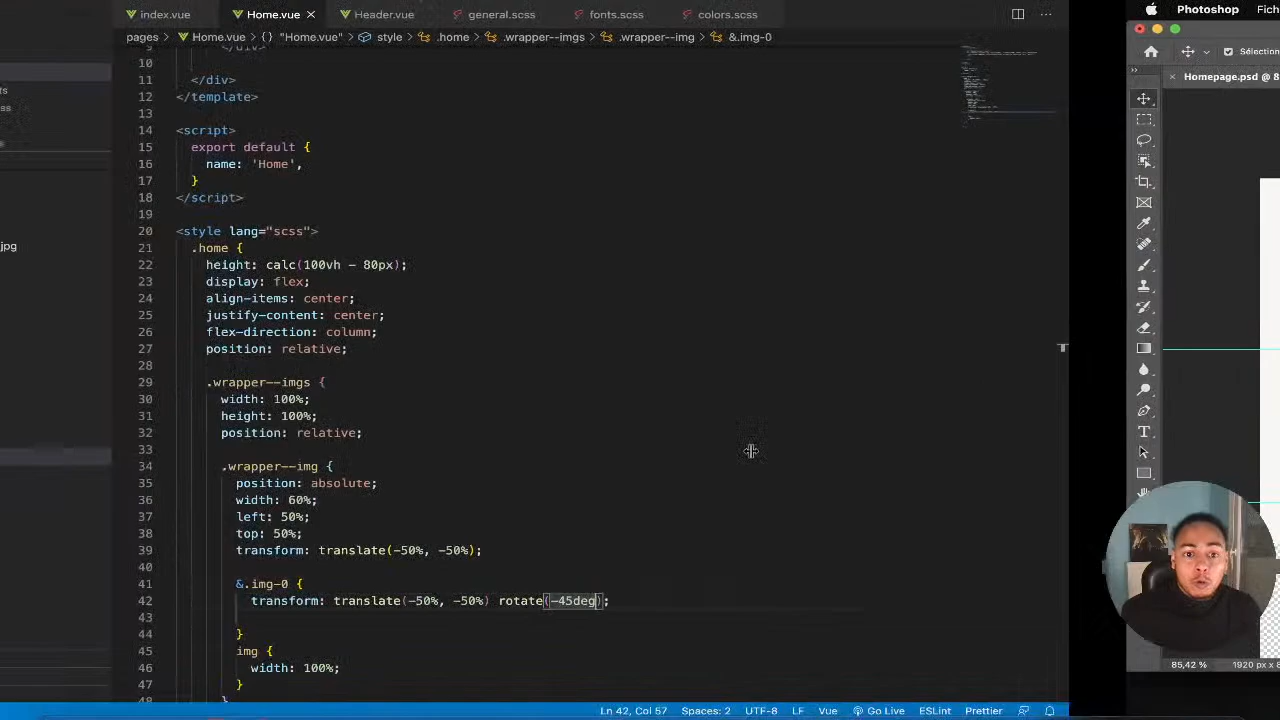 index.vue Home.vue Header.vue general.scss fonts.scss colors.scss
pages Home.vue {} "Home.vue" style .home .wrapper--imgs .wrapper--img &.img-0
10
11 </div>
12 </template>
13
14 <script>
15 export default {
16 name: 'Home',
17 }
18 </script>
19
20 <style lang="scss">
21 .home {
22 height: calc(100vh - 80px);
23 display: flex;
24 align-items: center;
25 justify-content: center;
26 flex-direction: column;
27 position: relative;
28
29 .wrapper--imgs {
30 width: 100%;
31 height: 100%;
32 position: relative;
33
34 .wrapper--img {
35 position: absolute;
36 width: 60%;
37 left: 50%;
38 top: 50%;
39 transform: translate(-50%, -50%);
40
41 &.img-0 {
42 transform: translate(-50%, -50%) rotate(-45deg);
43
44 }
45 img {
46 width: 100%;
47 }
48 }
jpg
Ln 42, Col 57 Spaces: 2 UTF-8 LF Vue Go Live ESLint Prettier
Photoshop Fich
Sélection
Homepage.psd @ 8
85,42 % 1920 px x 8